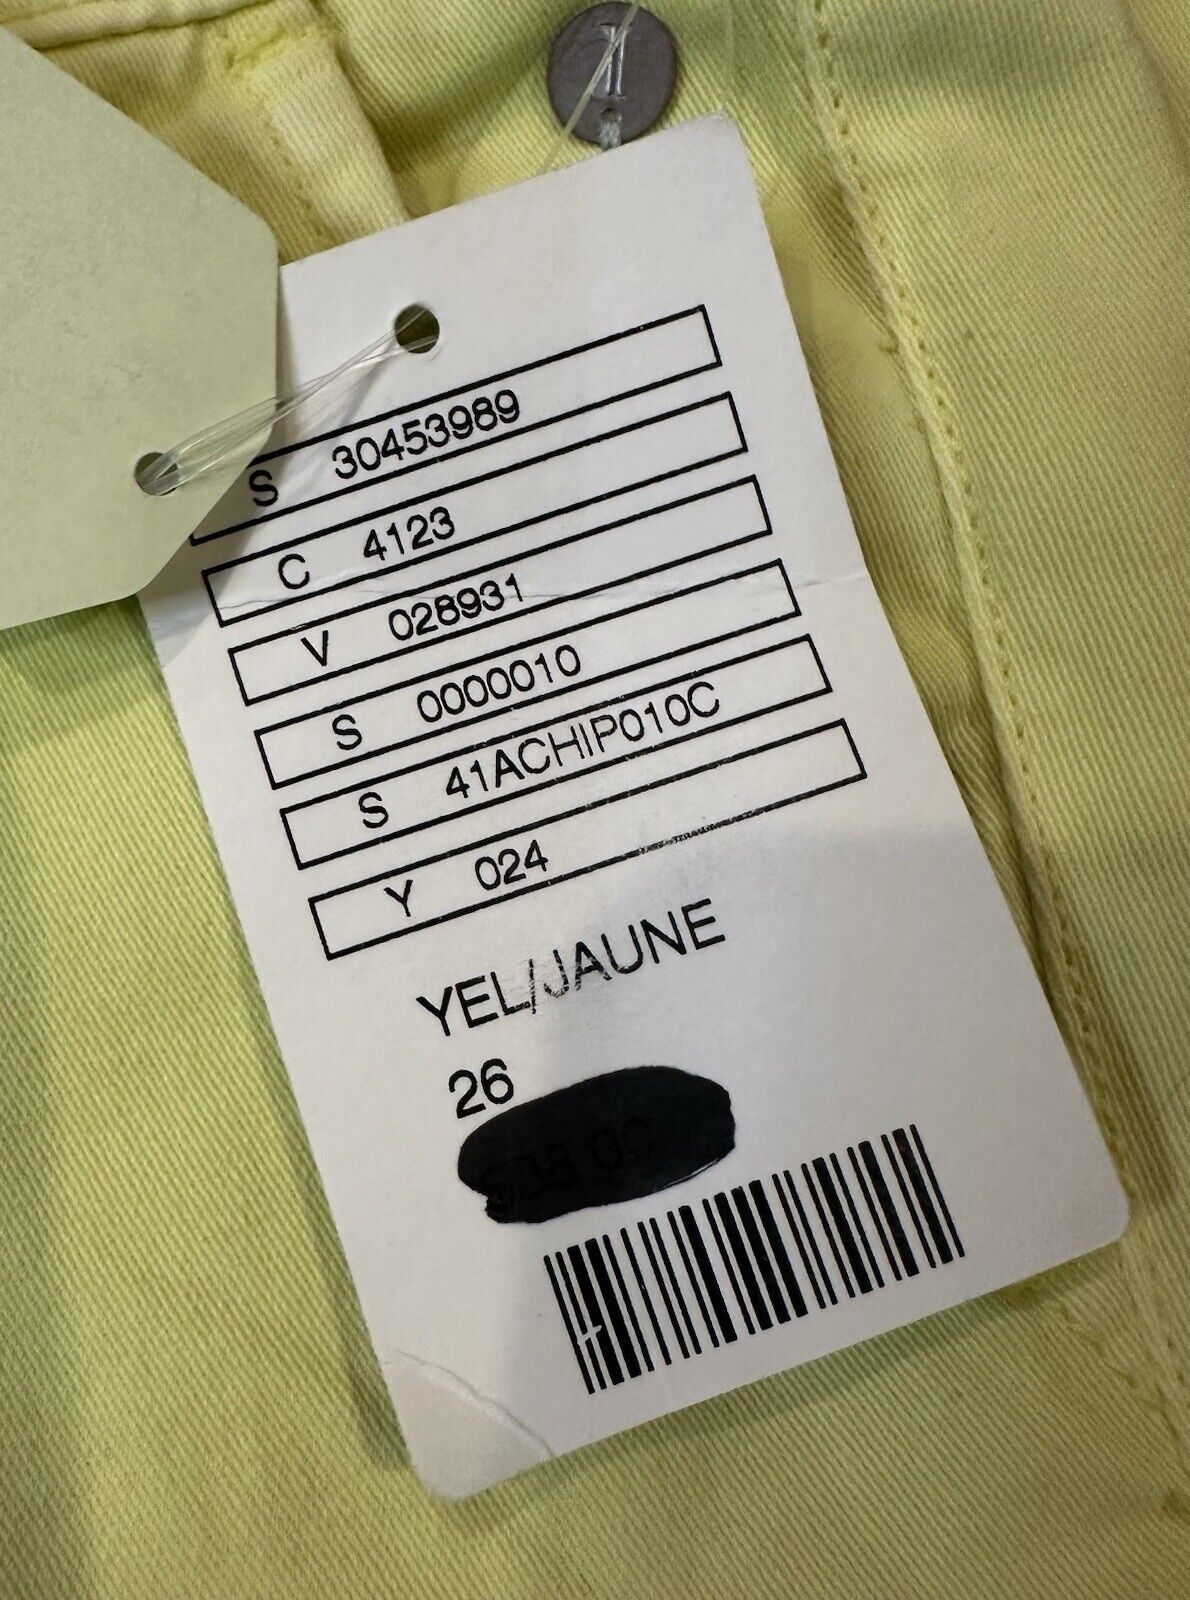 S 30453989
C 4123
V 028931
S 0000010
S 41ACHIP010C
Y 024
YEL/JAUNE
26